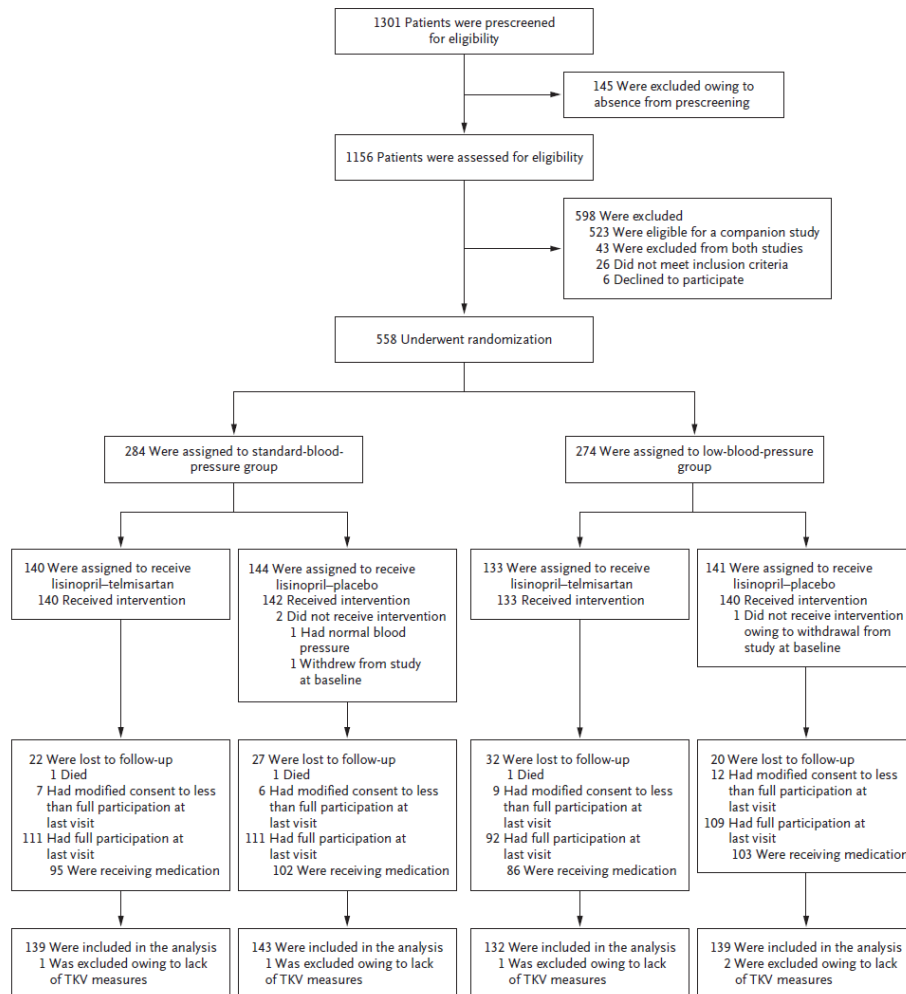 1301 Patients were prescreened
for eligibility
145 Were excluded owing to
absence from prescreening
1156 Patients were assessed for eligibility
598 Were excluded
523 Were eligible for a companion study
43 Were excluded from both studies
26 Did not meet inclusion criteria
6 Declined to participate
558 Underwent randomization
284 Were assigned to standard-blood-
pressure group
274 Were assigned to low-blood-pressure
group
140 Were assigned to receive
lisinopril–telmisartan
140 Received intervention
144 Were assigned to receive
lisinopril–placebo
142 Received intervention
2 Did not receive intervention
1 Had normal blood
pressure
1 Withdrew from study
at baseline
133 Were assigned to receive
lisinopril–telmisartan
133 Received intervention
141 Were assigned to receive
lisinopril–placebo
140 Received intervention
1 Did not receive intervention
owing to withdrawal from
study at baseline
22 Were lost to follow-up
1 Died
7 Had modified consent to less
than full participation at
last visit
111 Had full participation at
last visit
95 Were receiving medication
27 Were lost to follow-up
1 Died
6 Had modified consent to less
than full participation at
last visit
111 Had full participation at
last visit
102 Were receiving medication
32 Were lost to follow-up
1 Died
9 Had modified consent to less
than full participation at
last visit
92 Had full participation at
last visit
86 Were receiving medication
20 Were lost to follow-up
12 Had modified consent to less
than full participation at
last visit
109 Had full participation at
last visit
103 Were receiving medication
139 Were included in the analysis
1 Was excluded owing to lack
of TKV measures
143 Were included in the analysis
1 Was excluded owing to lack
of TKV measures
132 Were included in the analysis
1 Was excluded owing to lack
of TKV measures
139 Were included in the analysis
2 Were excluded owing to lack
of TKV measures